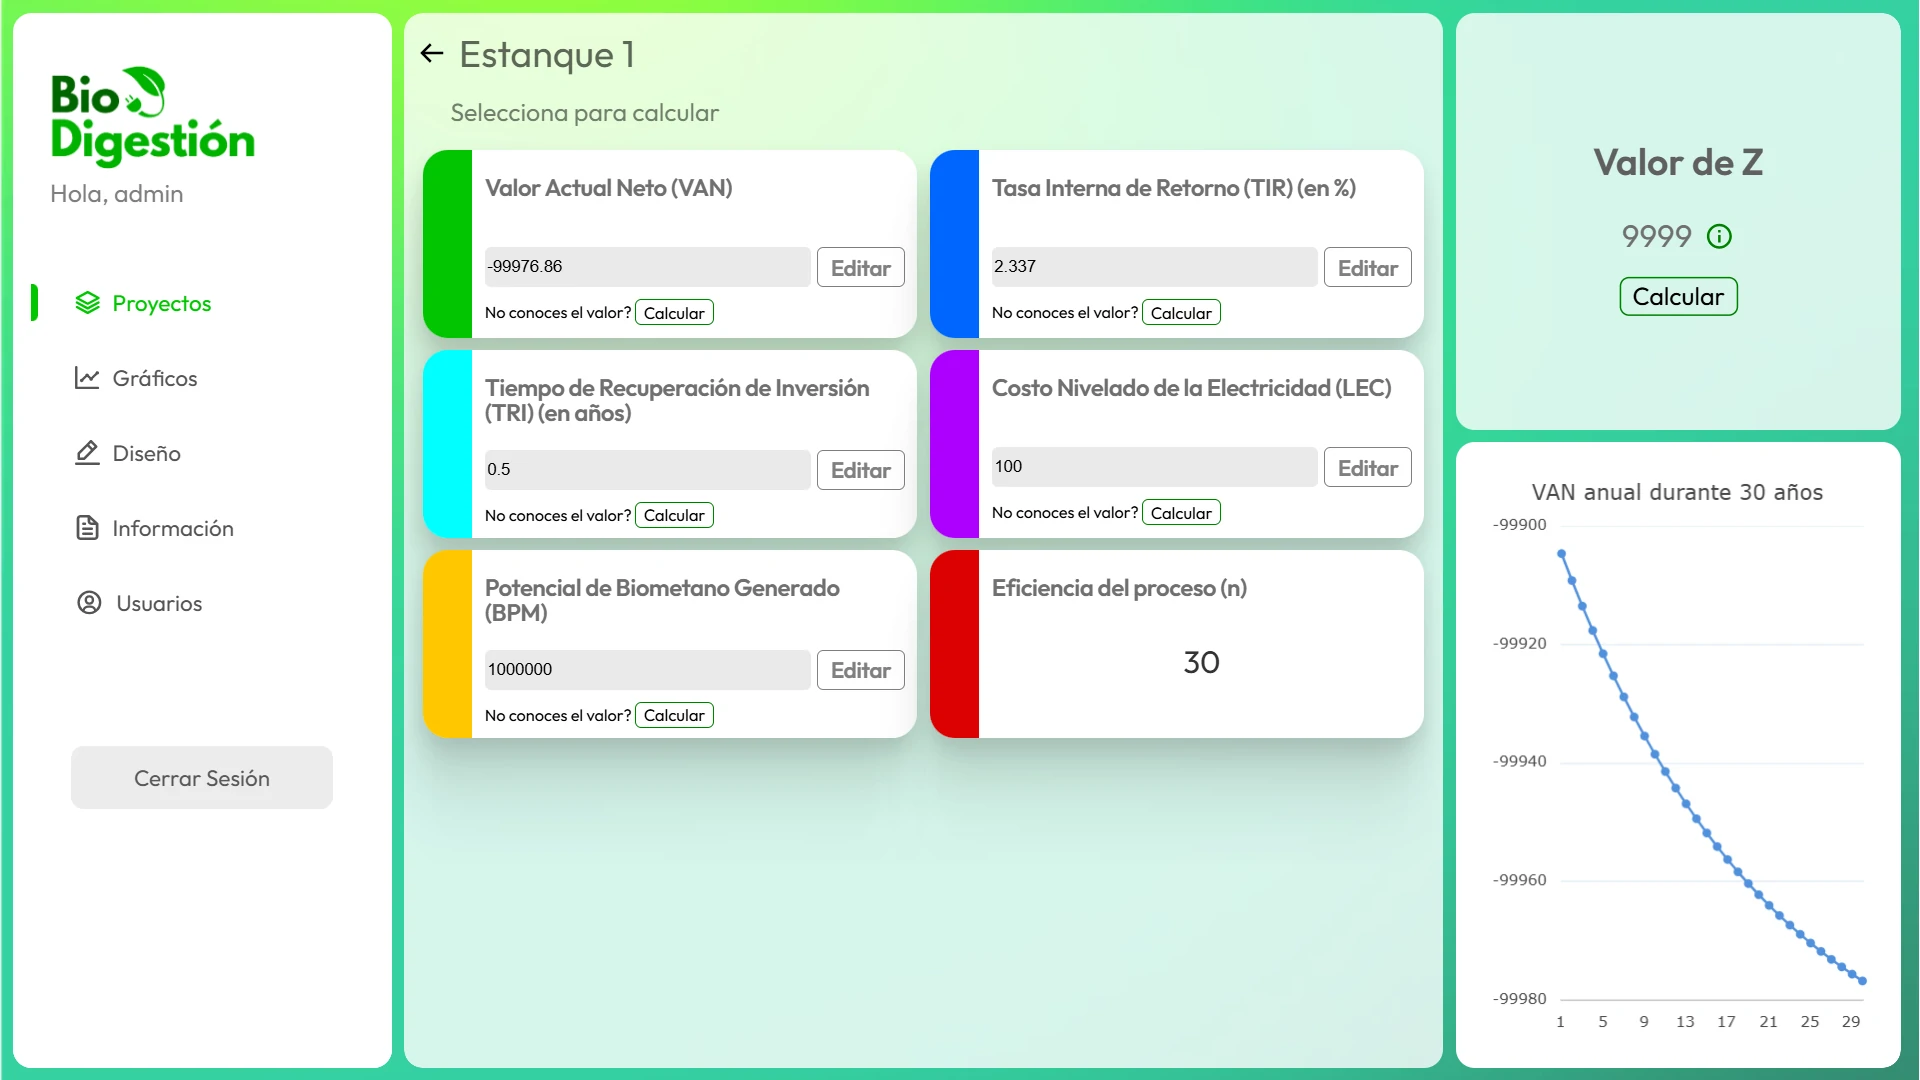 Bio
Digestión
Hola, admin
Proyectos
Gráficos
Diseño
Información
Usuarios
Cerrar Sesión
Estanque 1
Selecciona para calcular
Valor Actual Neto (VAN)
-99976.86
Editar
No conoces el valor? Calcular
Tasa Interna de Retorno (TIR) (en %)
2.337
Editar
No conoces el valor? Calcular
Tiempo de Recuperación de Inversión
(TRI) (en años)
0.5
Editar
No conoces el valor? Calcular
Costo Nivelado de la Electricidad (LEC)
100
Editar
No conoces el valor? Calcular
Potencial de Biometano Generado
(BPM)
1000000
Editar
No conoces el valor? Calcular
Eficiencia del proceso (n)
30
Valor de Z
9999
Calcular
VAN anual durante 30 años
-99900
-99920
-99940
-99960
-99980
1 5 9 13 17 21 25 29